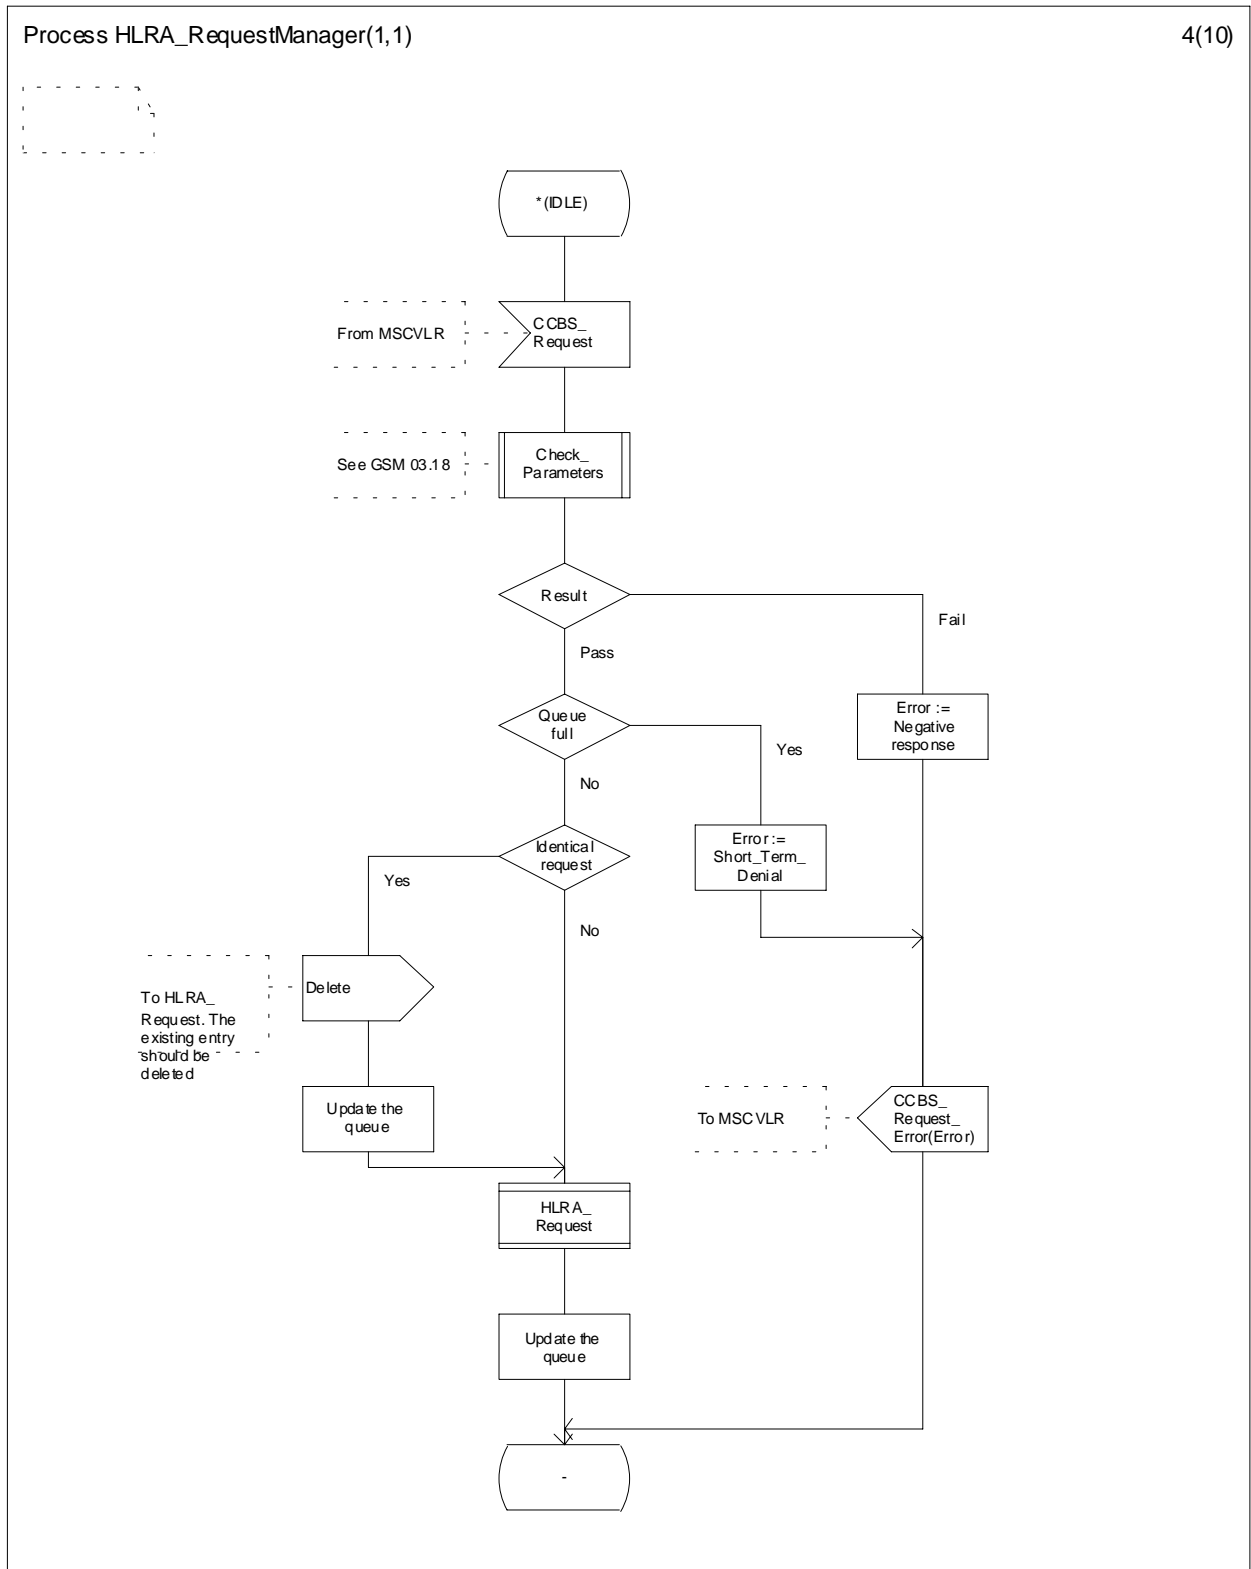 Process HLRA_RequestManager(1,1)
4(10)
*(IDLE)
From MSCVLR
CCBS_
Request
See GSM 03.18
Check_
Parameters
Result
Fail
Pass
Queue
full
Yes
No
Error :=
Negative
response
Identical
request
Yes
No
Error :=
Short_Term_
Denial
Delete
To HLRA_
Request. The
existing entry
should be
deleted
Update the
queue
To MSCVLR
CCBS_
Request_
Error(Error)
HLRA_
Request
Update the
queue
-